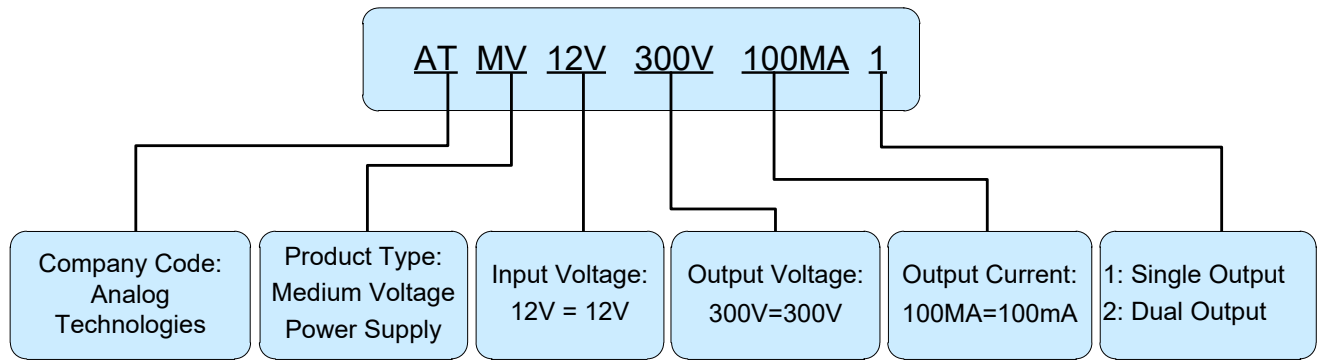 AT MV 12V 300V 100MA 1
Company Code:
Analog
Technologies
Product Type:
Medium Voltage
Power Supply
Input Voltage:
12V = 12V
Output Voltage:
300V=300V
Output Current:
100MA=100mA
1: Single Output
2: Dual Output